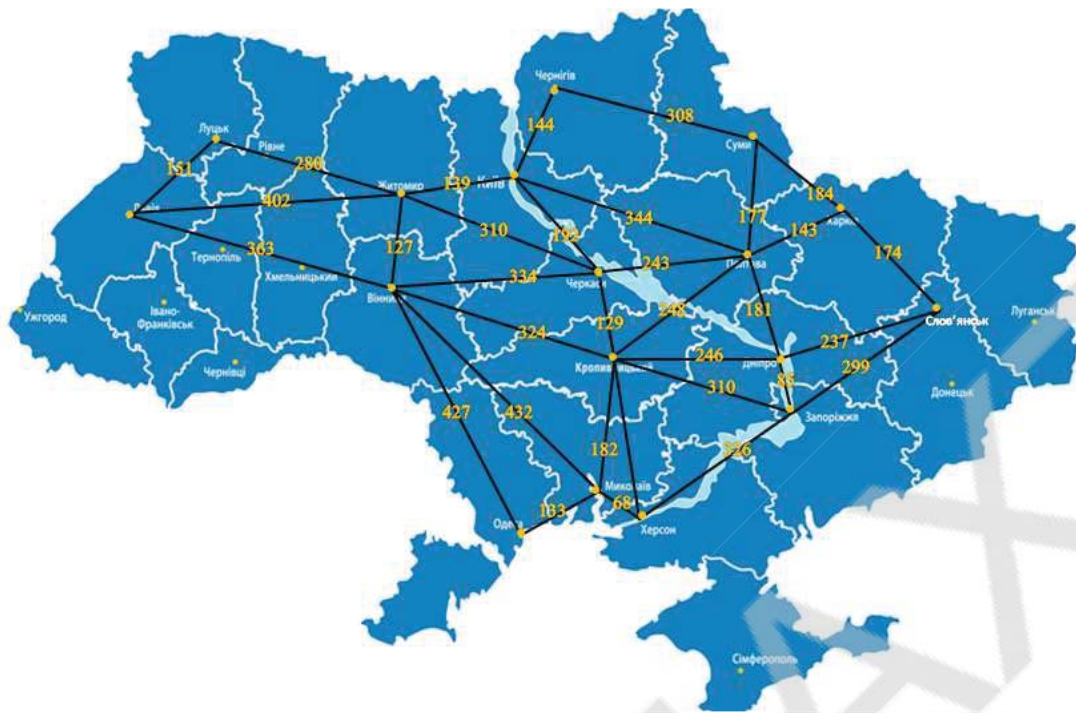 Чернігів
308
144
Суми
Луцьк
Рівне
151
280
Житомир
139
Київ
184
402
Харків
344
177
143
310
192
127
174
363
Тернопіль
243
334
Черкаси
Полтава
Хмельницький
Вінниця
Ужгород
Івано-
Франківськ
248
181
Слов'янськ
Луганськ
129
324
237
246
Дніпро
299
Кропивницький
Чернівці
85
310
Донецьк
427
432
Запоріжжя
182
326
Миколаїв
68
133
Одеса
Херсон
Сімферополь